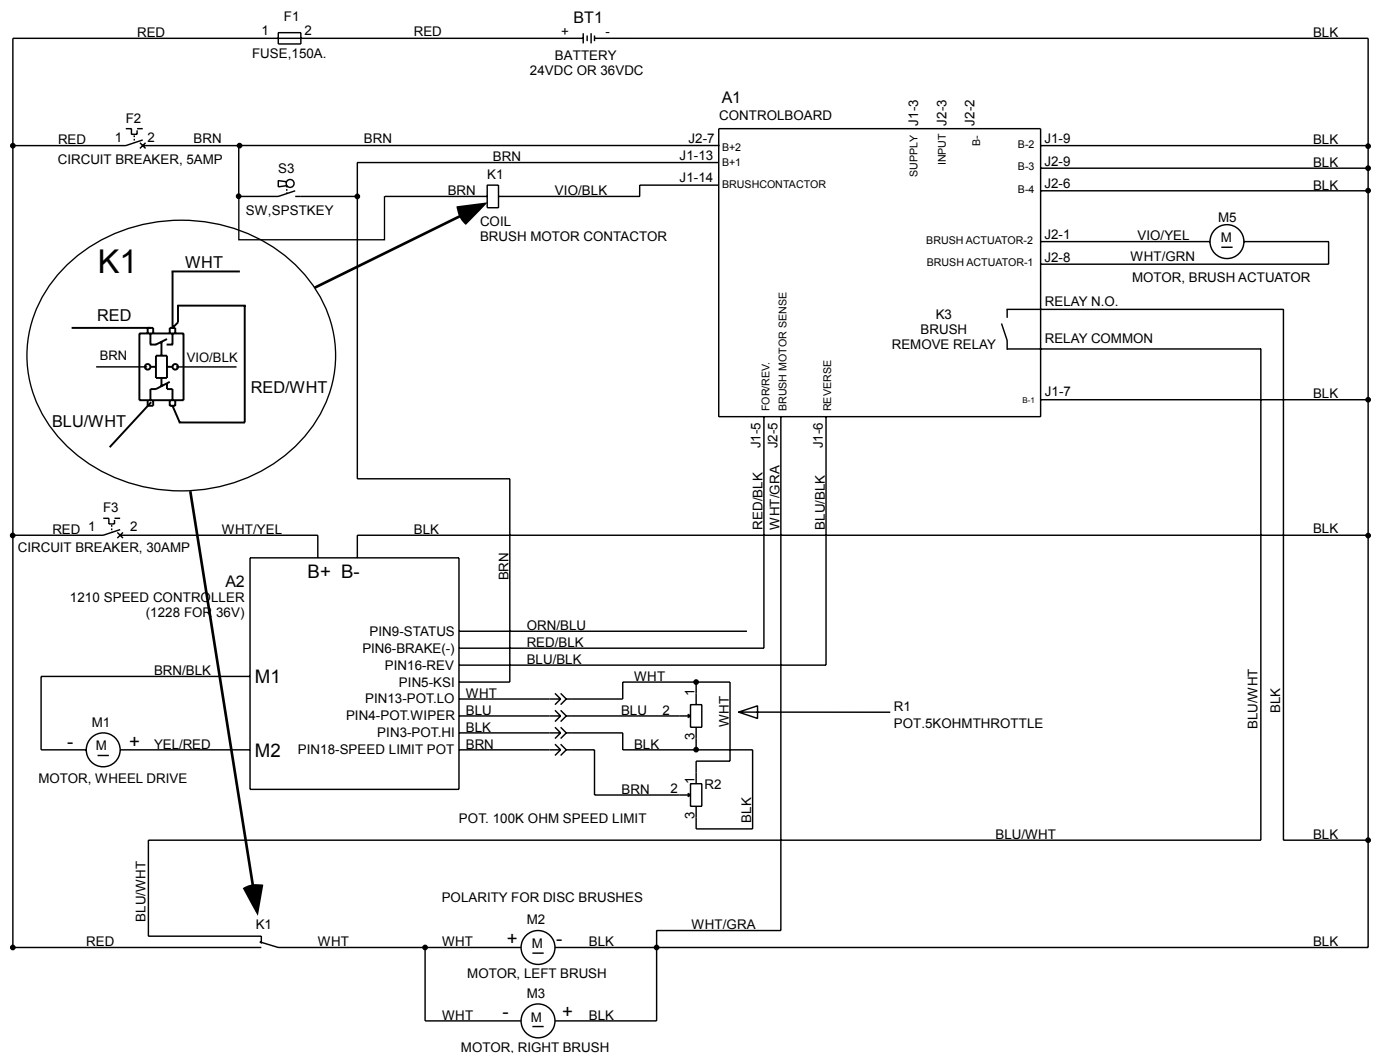 F1
BT1
RED
1
2
RED
+
-
BLK
FUSE,150A.
BATTERY
24VDC OR 36VDC
A1
CONTROLBOARD
J1-3
J2-3
J2-2
SUPPLY
INPUT
B-
F2
RED
1
2
BRN
BRN
J2-7
B+2
CIRCUIT BREAKER, 5AMP
BRN
J1-13
B+1
S3
K1
J1-14
BRUSHCONTACTOR
BRN
VIO/BLK
SW,SPSTKEY
COIL
BRUSH MOTOR CONTACTOR
B-2
J1-9
BLK
B-3
J2-9
BLK
B-4
J2-6
BLK
M5
BRUSH ACTUATOR-2
J2-1
VIO/YEL
M
BRUSH ACTUATOR-1
J2-8
WHT/GRN
MOTOR, BRUSH ACTUATOR
RELAY N.O.
K3
BRUSH
REMOVE RELAY
RELAY COMMON
B-1
J1-7
BLK
FOR/REV.
BRUSH MOTOR SENSE
REVERSE
J1-5
J2-5
J1-6
RED/BLK
WHT/GRA
BLU/BLK
K1
WHT
RED
BRN
VIO/BLK
RED/WHT
BLU/WHT
F3
RED
1
2
WHT/YEL
BLK
BLK
CIRCUIT BREAKER, 30AMP
B+
B-
BRN
A2
1210 SPEED CONTROLLER
(1228 FOR 36V)
PIN9-STATUS
ORN/BLU
PIN6-BRAKE(-)
RED/BLK
PIN16-REV
BLU/BLK
PIN5-KSI
PIN13-POT.LO
WHT
WHT
PIN4-POT.WIPER
BLU
BLU
2
1
WHT
PIN3-POT.HI
BLK
BLK
3
PIN18-SPEED LIMIT POT
BRN
R1
POT.5KOHMTHROTTLE
BRN/BLK
M1
M1
-
M
+
YEL/RED
M2
MOTOR, WHEEL DRIVE
BRN
2
1
R2
3
BLK
POT. 100K OHM SPEED LIMIT
BLU/WHT
BLK
BLU/WHT
BLK
BLU/WHT
POLARITY FOR DISC BRUSHES
K1
RED
WHT
M2
WHT
+
M
-
BLK
WHT/GRA
BLK
MOTOR, LEFT BRUSH
M3
WHT
-
M
+
BLK
MOTOR, RIGHT BRUSH